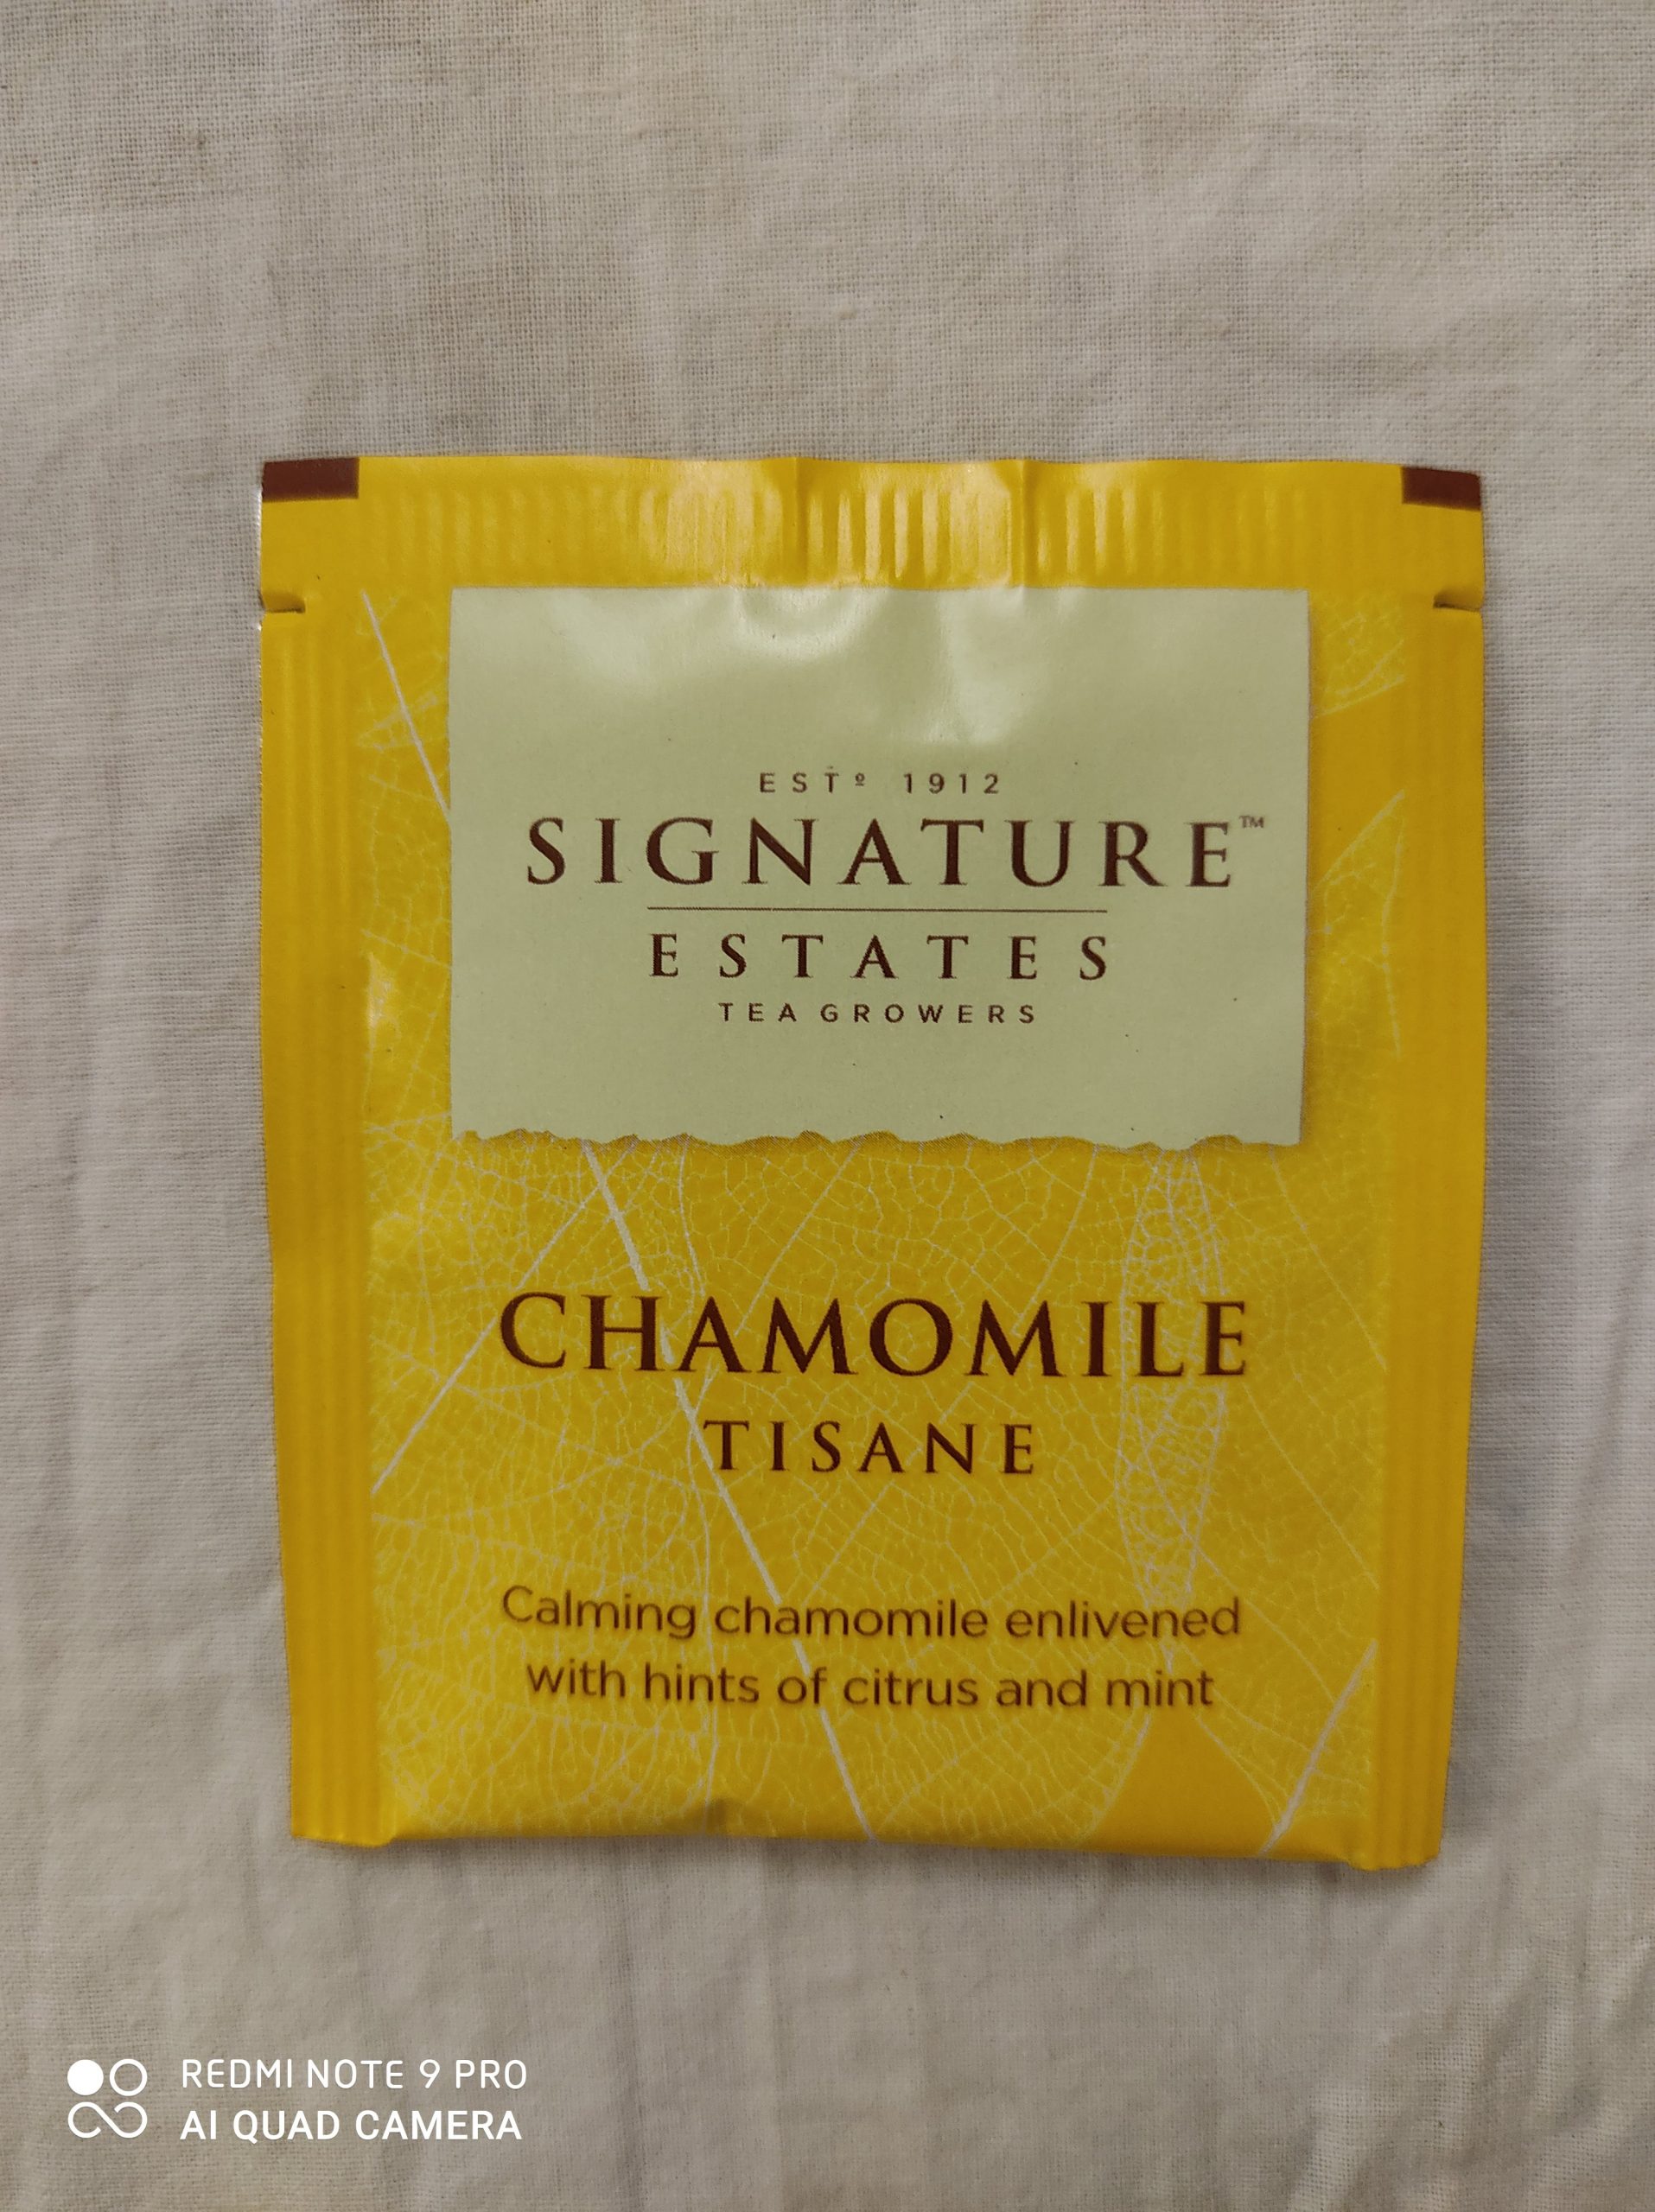 ESTº 1912
SIGNATURE™
ESTATES
TEA GROWERS
CHAMOMILE
TISANE
Calming chamomile enlivened
with hints of citrus and mint
REDMI NOTE 9 PRO
AI QUAD CAMERA